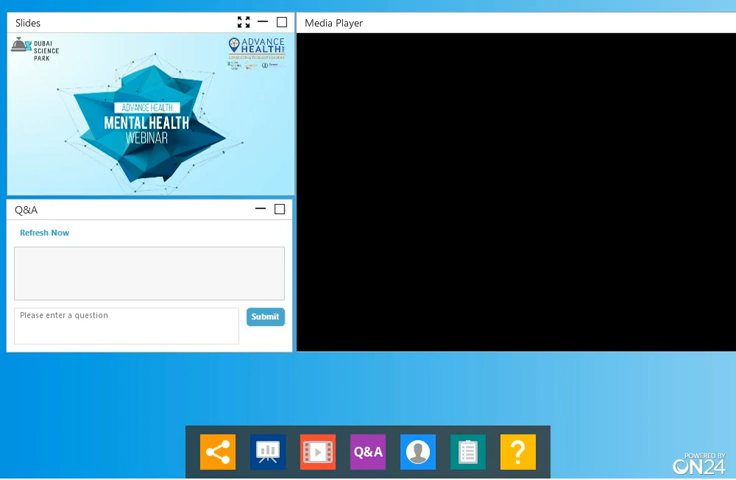 Slides
DUBAI
SCIENCE
PARK
ADVANCE
HEALTH
ADVANCE HEALTH
MENTAL HEALTH
WEBINAR
Media Player
Q&A
Refresh Now
Please enter a question
Submit
Q&A
?
POWERED BY
ON24